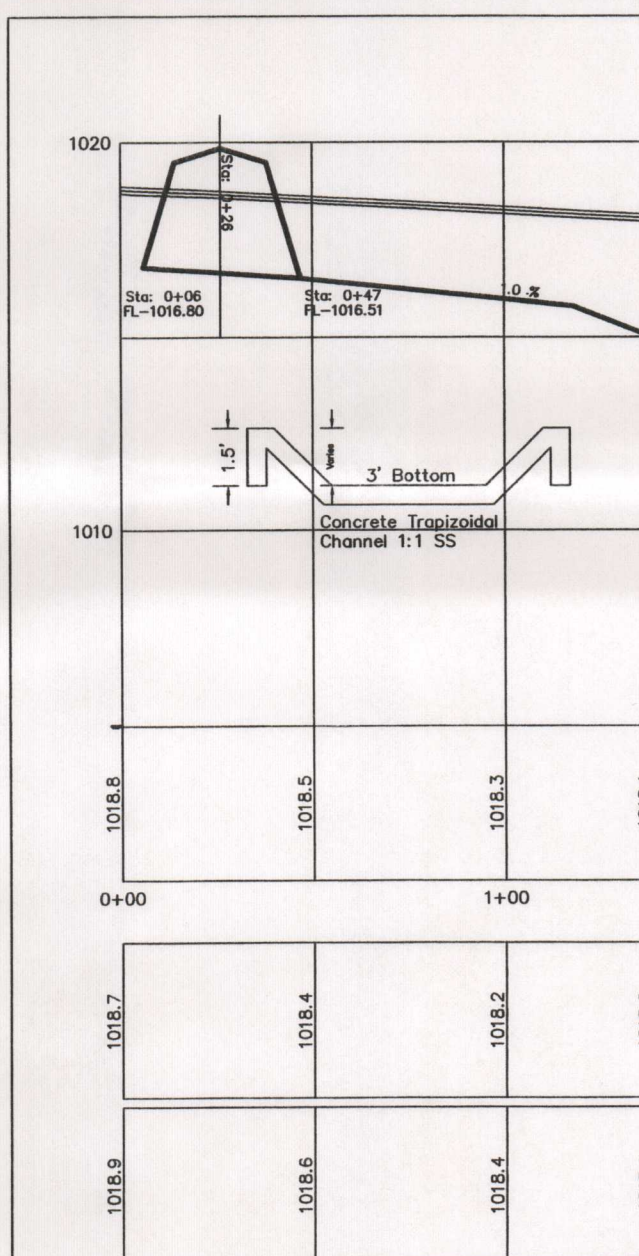 1020
Sta: 0+26
Sta: 0+06
FL-1016.80
Sta: 0+47
FL-1016.51
1.0 %
1.5'
Varies
3' Bottom
1010
Concrete Trapizoidal
Channel 1:1 SS
1018.8
1018.5
1018.3
0+00
1+00
1018.7
1018.4
1018.2
1018.9
1018.6
1018.4